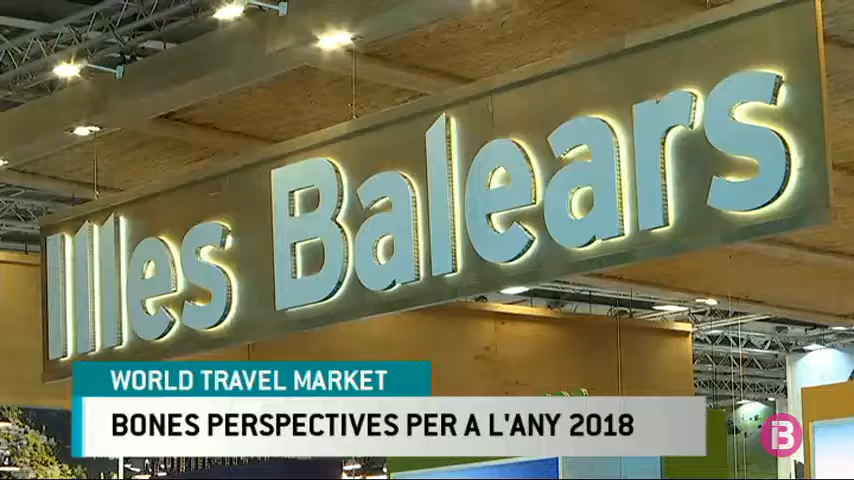 Illes Balears
WORLD TRAVEL MARKET
BONES PERSPECTIVES PER A L'ANY 2018
B